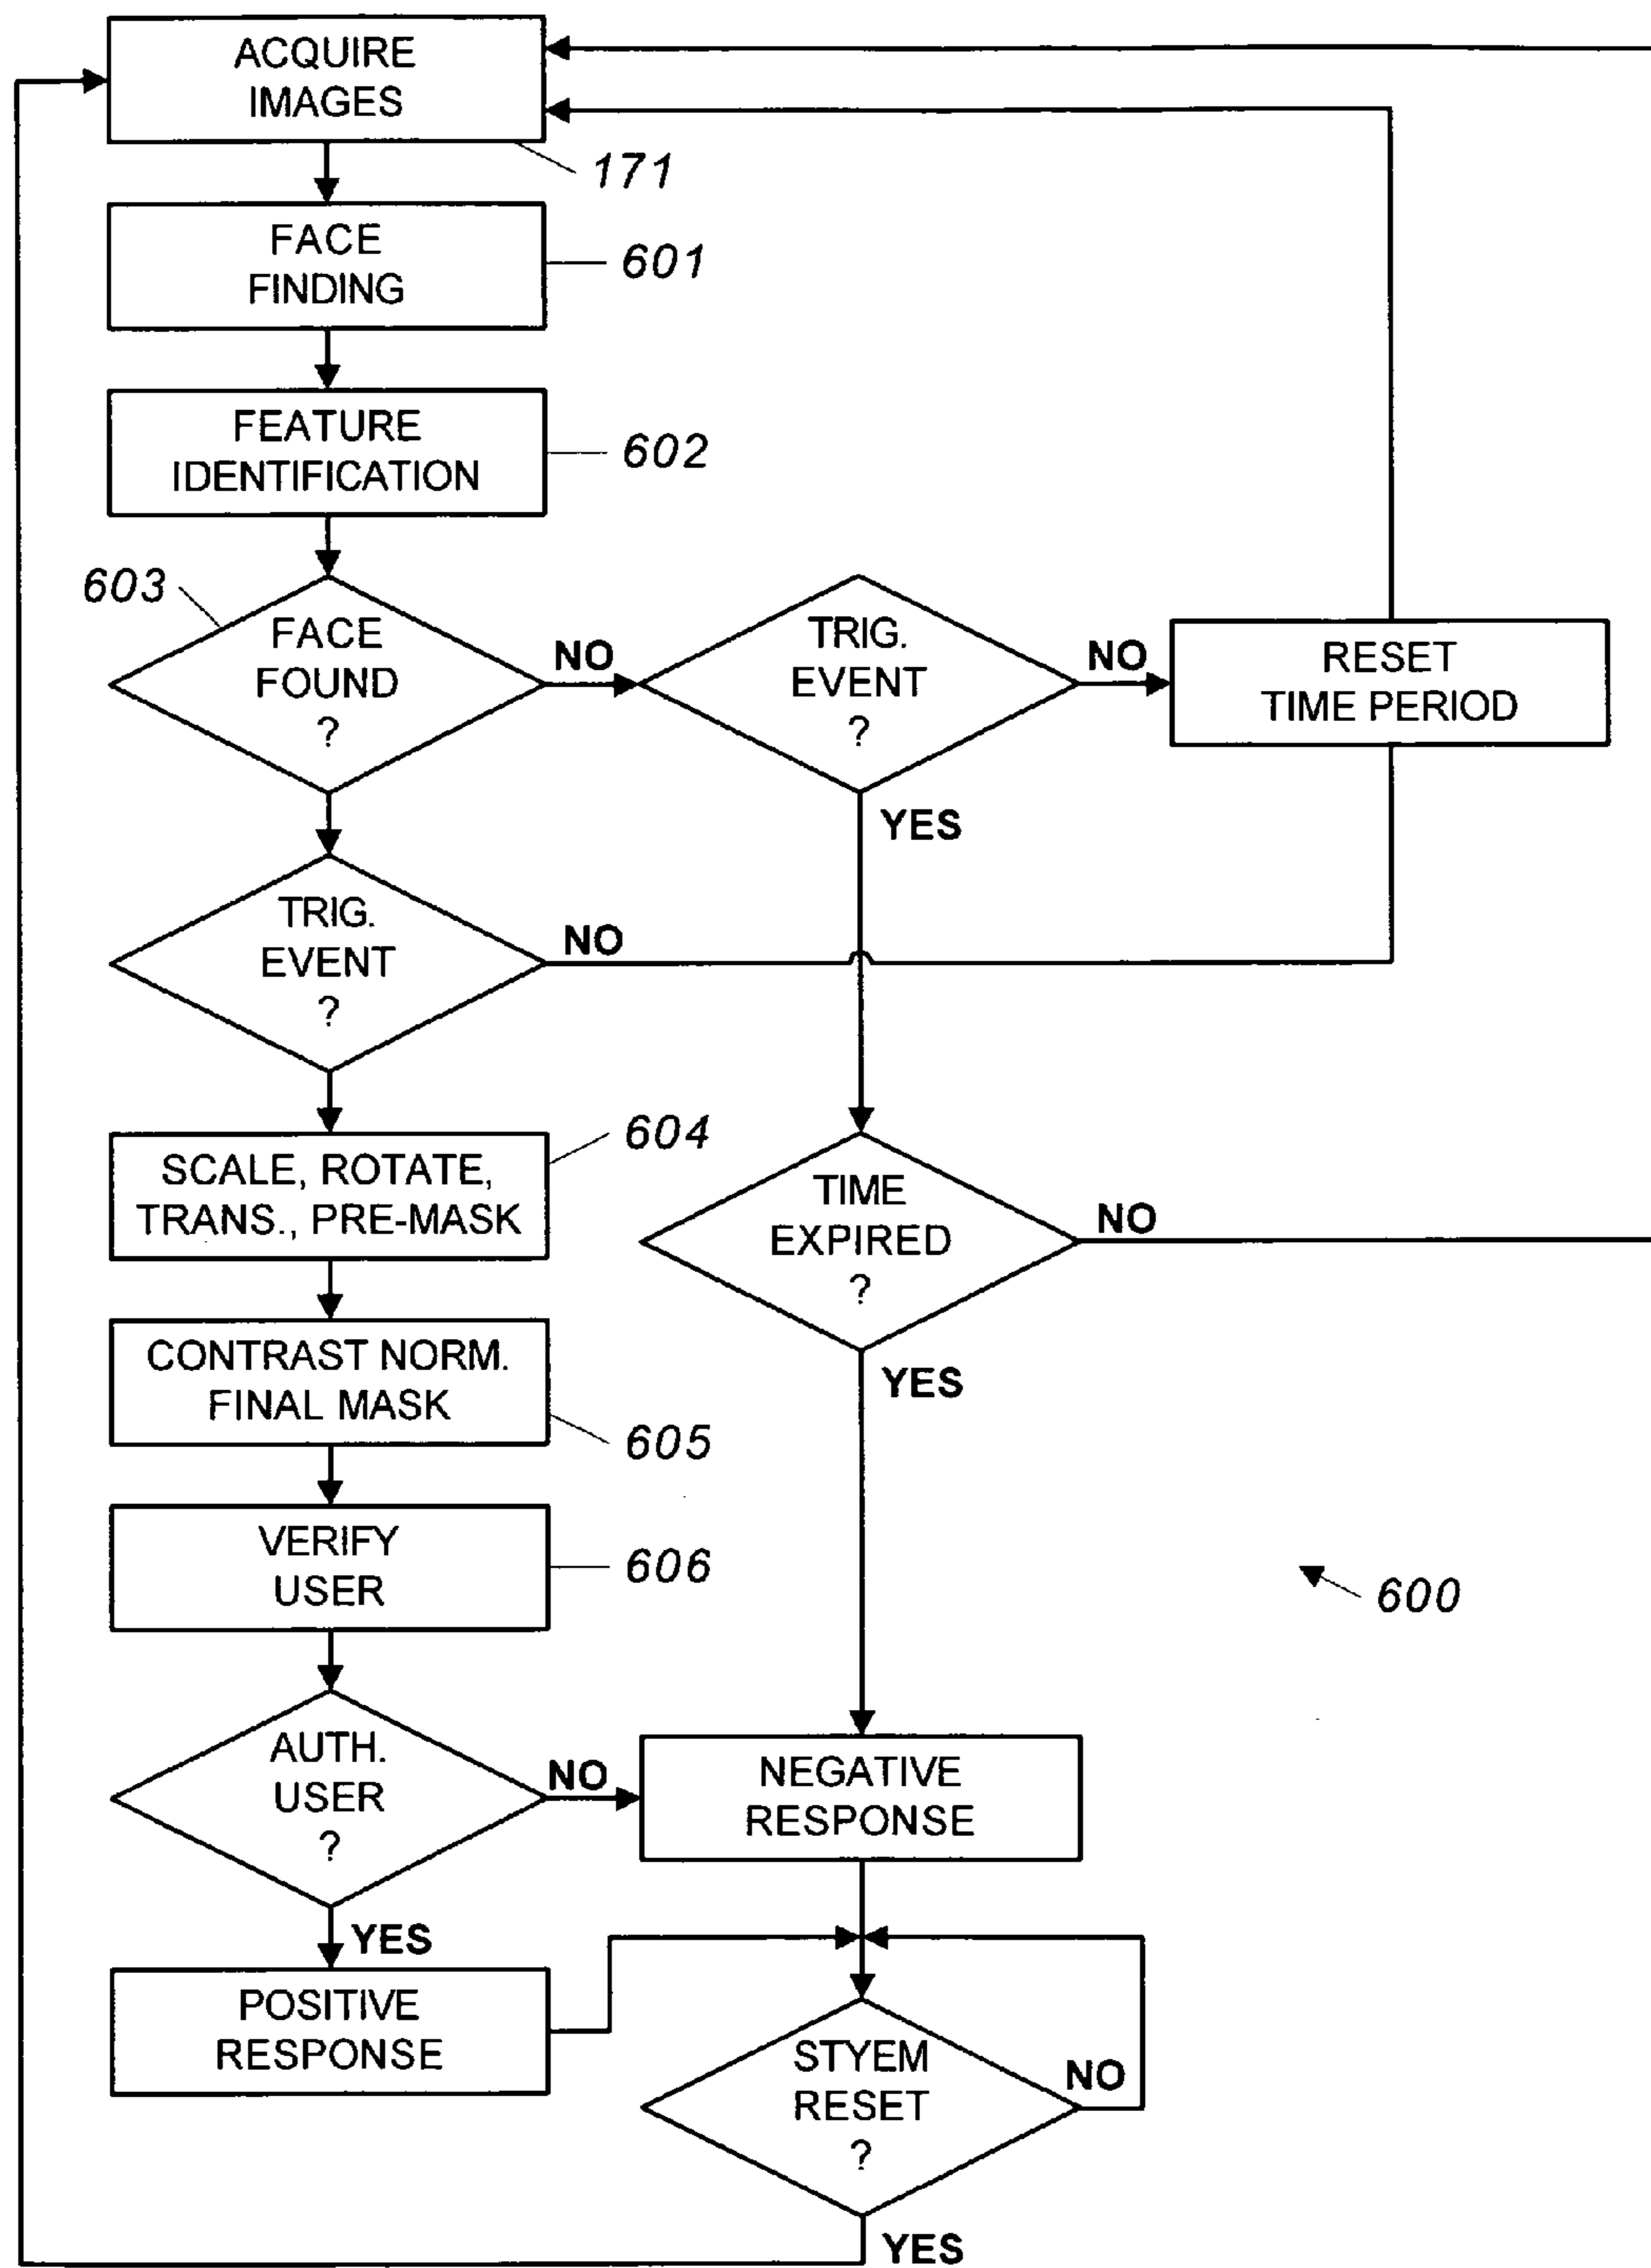 ACQUIRE
IMAGES
171
FACE
FINDING
601
FEATURE
IDENTIFICATION
602
603
FACE
FOUND
?
NO
TRIG.
EVENT
?
NO
RESET
TIME PERIOD
YES
TRIG.
EVENT
?
NO
SCALE, ROTATE,
TRANS., PRE-MASK
604
TIME
EXPIRED
?
NO
CONTRAST NORM.
FINAL MASK
605
YES
VERIFY
USER
606
600
AUTH.
USER
?
NO
NEGATIVE
RESPONSE
YES
POSITIVE
RESPONSE
STYEM
RESET
?
NO
YES